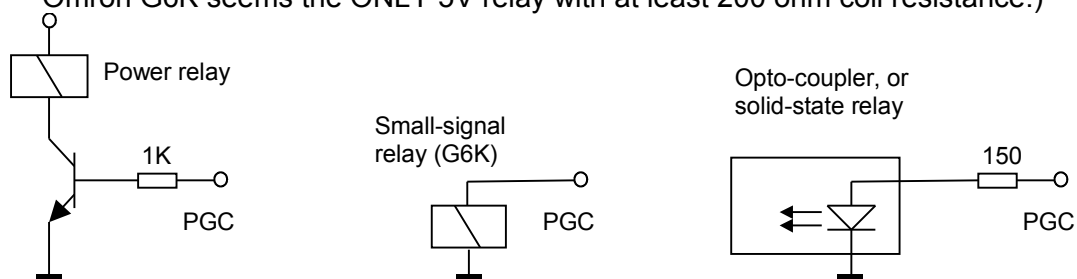 Omron G6K seems the ONLY 5V relay with at least 200 ohm coil resistance.)
Power relay
1K
PGC
Small-signal
relay (G6K)
PGC
Opto-coupler, or
solid-state relay
150
PGC